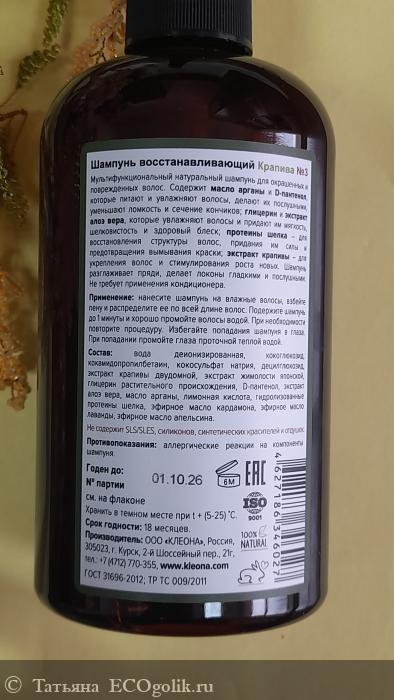 Шампунь восстанавливающий Крапива №3
Мультифункциональный натуральный шампунь для окрашенных и
поврежденных волос. Содержит масло арганы и D-пантенол,
которые питают и увлажняют волосы, делают их послушными,
уменьшают ломкость и сечение кончиков; глицерин и экстракт
алоэ вера, которые увлажняют волосы и придают им мягкость,
шелковистость и здоровый блеск; протеины шелка – для
восстановления структуры волос, придания им силы и
предотвращения вымывания краски; экстракт крапивы – для
укрепления волос и стимулирования роста новых. Шампунь
разглаживает пряди, делает локоны гладкими и послушными.
Не требует применения кондиционера.
Применение: нанесите шампунь на влажные волосы, взбейте
пену и распределите ее по всей длине волос. Подержите шампунь
до 1 минуты и хорошо промойте волосы водой. При необходимости
повторите процедуру. Избегайте попадания шампуня в глаза.
При попадании промойте глаза проточной теплой водой.
Состав: вода деионизированная, кокоглюкозид,
кокамидопропилбетаин, кокосульфат натрия, дециглюкозид,
экстракт крапивы двудомной, экстракт жимолости японской,
глицерин растительного происхождения, D-пантенол, экстракт
алоэ вера, масло арганы, лимонная кислота, гидролизованные
протеины шелка, эфирное масло кардамона, эфирное масло
лаванды, эфирное масло апельсина.
Не содержит SLS/SLES, силиконов, синтетических красителей и отдушек.
Противопоказания: аллергические реакции на компоненты
шампуня.
Годен до: 01.10.26
№ партии
см. на флаконе
6M
EAC
ISO
9001
100%
NATURAL
Хранить в темном месте при t + (5-25) °C.
Срок годности: 18 месяцев.
Производитель: ООО «КЛЕОНА», Россия,
305023, г. Курск, 2-й Шоссейный пер., 21г,
тел.: +7 (4712) 770-355, www.kleona.com
ГОСТ 31696-2012; ТР ТС 009/2011
4627186346027
© Татьяна ECOgolik.ru